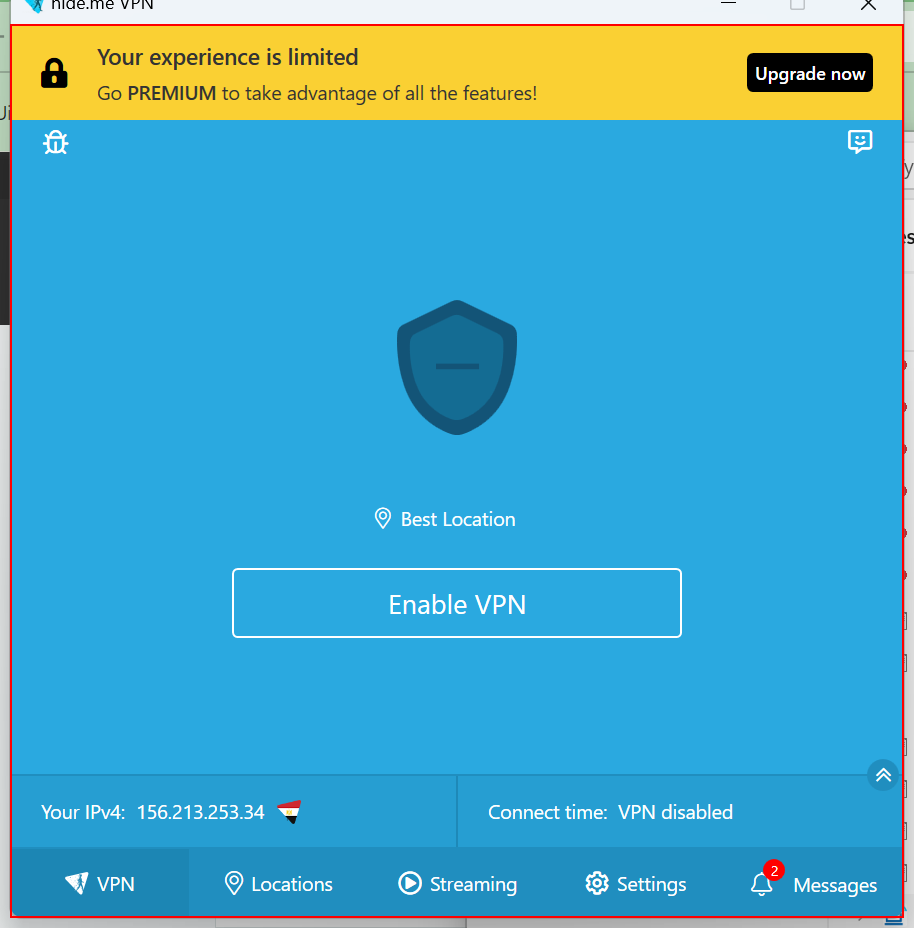 hide.me VPN
Your experience is limited
Go PREMIUM to take advantage of all the features!
Upgrade now
Best Location
Enable VPN
Your IPv4: 156.213.253.34
Connect time: VPN disabled
VPN
Locations
Streaming
Settings
2
Messages